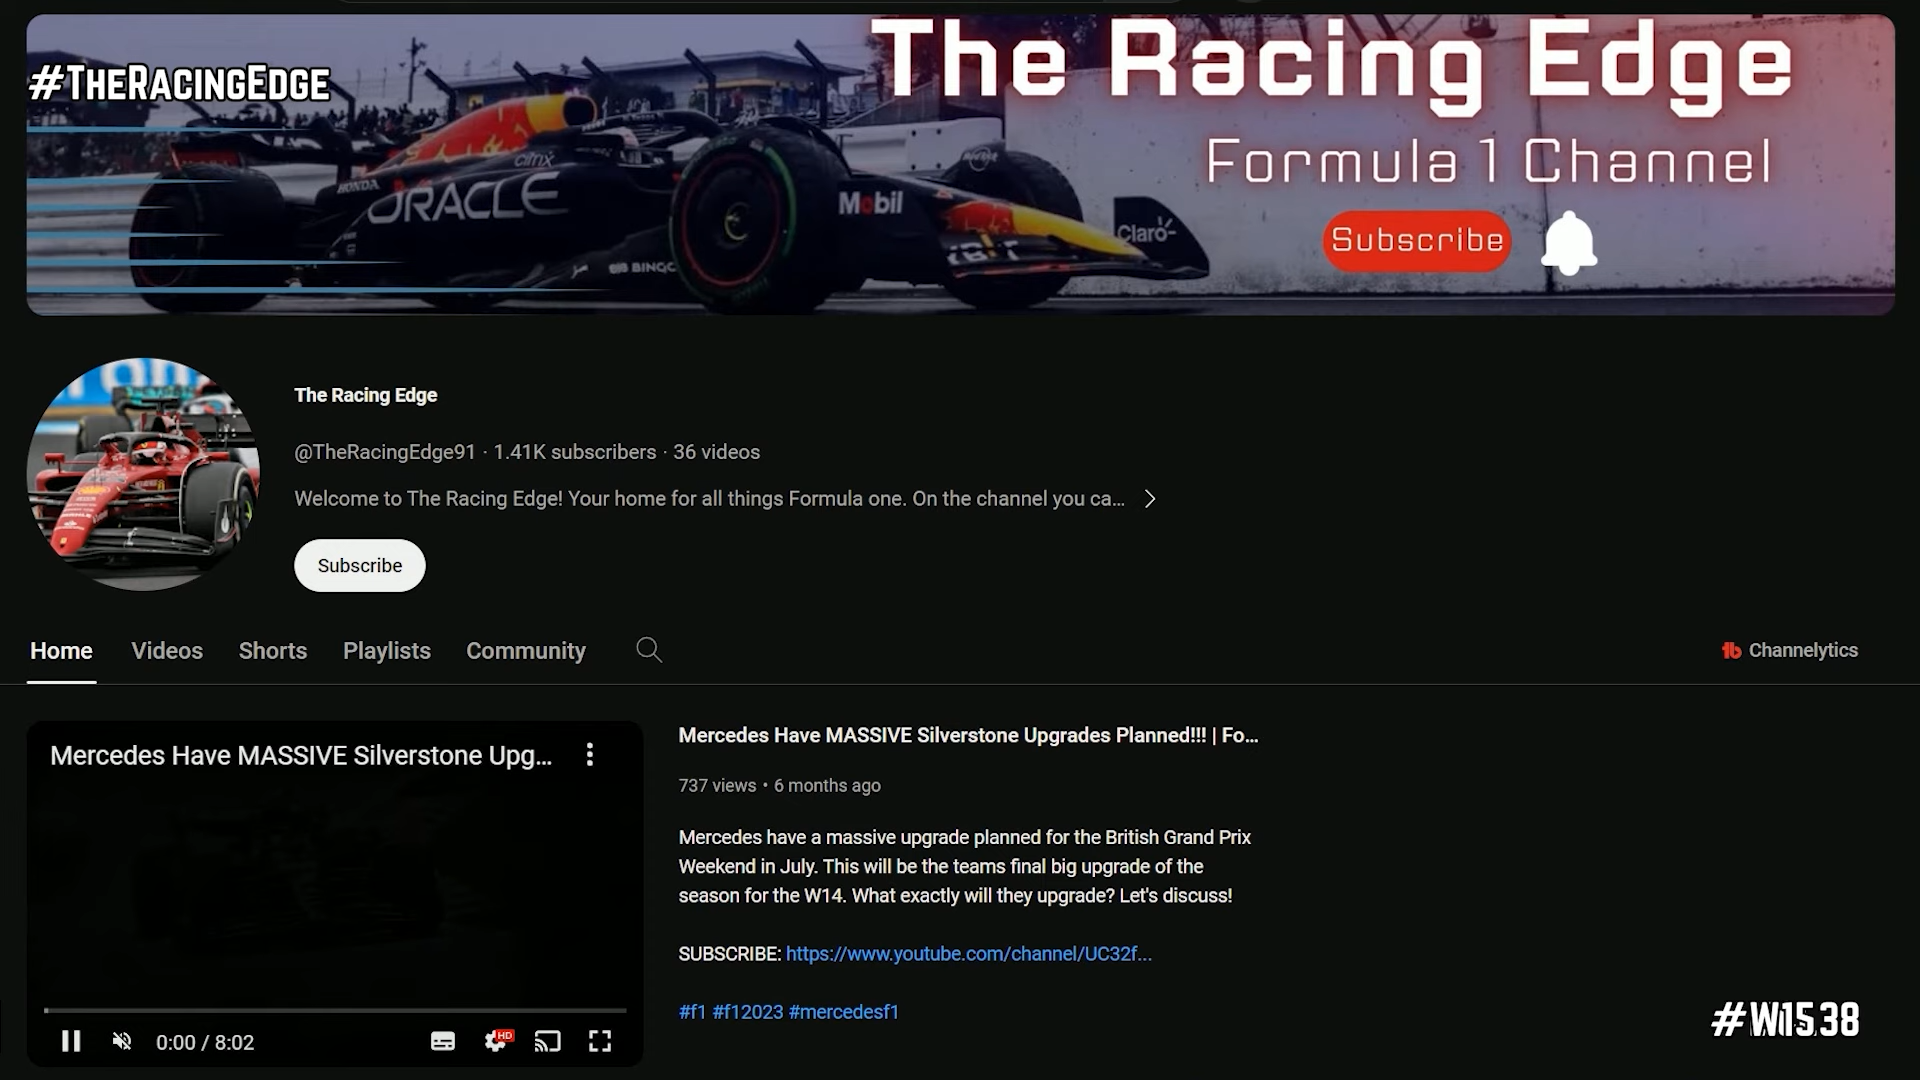 #TheRacingEdge
The Racing Edge
Formula 1 Channel
Subscribe
citrix
HONDA
ORACLE
Mobil
Claro
BINGO
The Racing Edge
@TheRacingEdge91 · 1.41K subscribers · 36 videos
Welcome to The Racing Edge! Your home for all things Formula one. On the channel you ca...
Subscribe
Home Videos Shorts Playlists Community
Channelytics
Mercedes Have MASSIVE Silverstone Upg...
0:00 / 8:02
HD
Mercedes Have MASSIVE Silverstone Upgrades Planned!!! | Fo...
737 views • 6 months ago
Mercedes have a massive upgrade planned for the British Grand Prix
Weekend in July. This will be the teams final big upgrade of the
season for the W14. What exactly will they upgrade? Let's discuss!
SUBSCRIBE: https://www.youtube.com/channel/UC32f...
#f1 #f12023 #mercedesf1